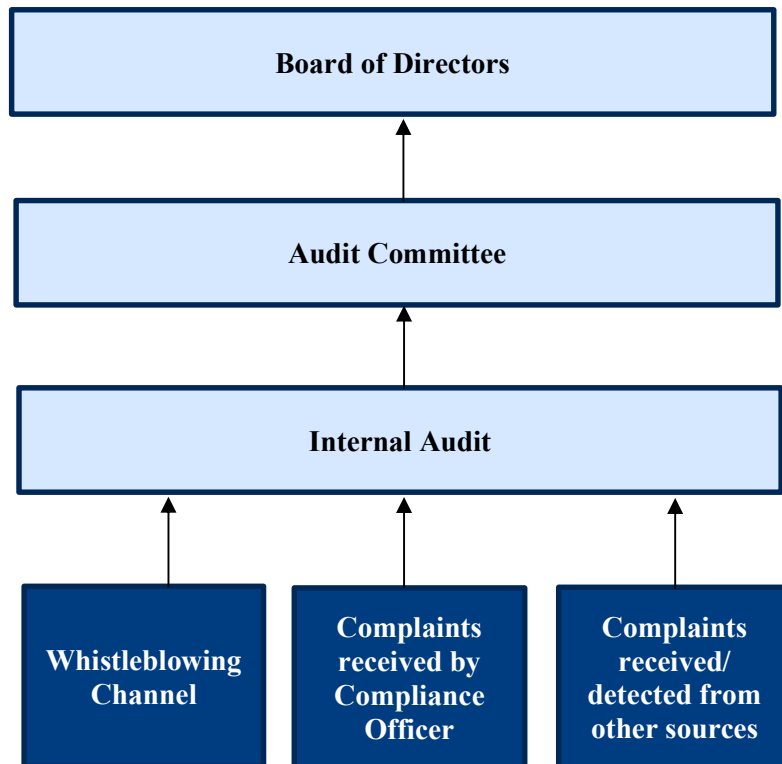 Board of Directors
Audit Committee
Internal Audit
Whistleblowing
Channel
Complaints
received by
Compliance
Officer
Complaints
received/
detected from
other sources